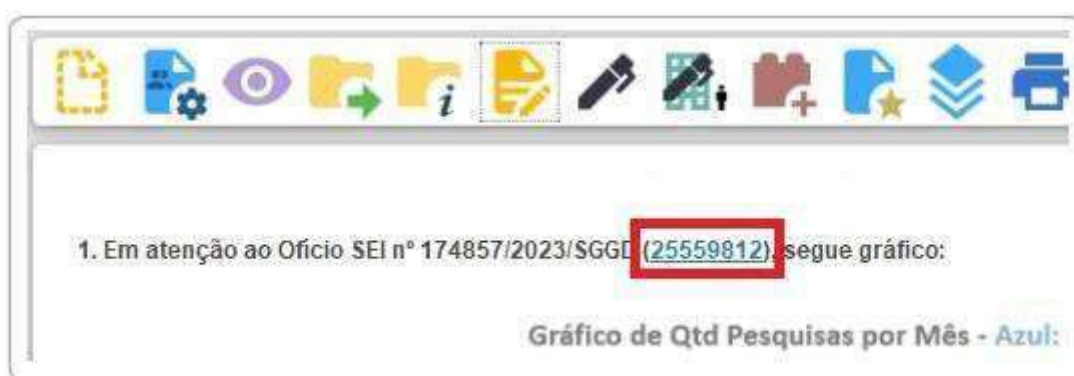 1. Em atenção ao Oficio SEI nº 174857/2023/SGGD (25559812), segue gráfico:
Gráfico de Qtd Pesquisas por Mês - Azul: